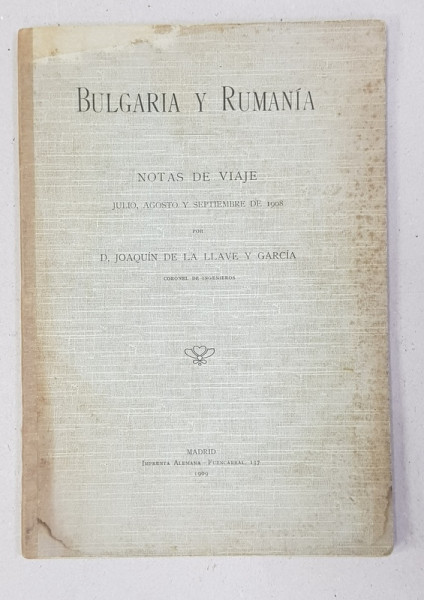 BULGARIA Y RUMANÍA
NOTAS DE VIAJE
JULIO, AGOSTO Y SEPTIEMBRE DE 1908
POR
D. JOAQUÍN DE LA LLAVE Y GARCÍA
CORONEL DE INGENIEROS
MADRID
IMPRENTA ALEMANA FUENCARRAL, 137
1909